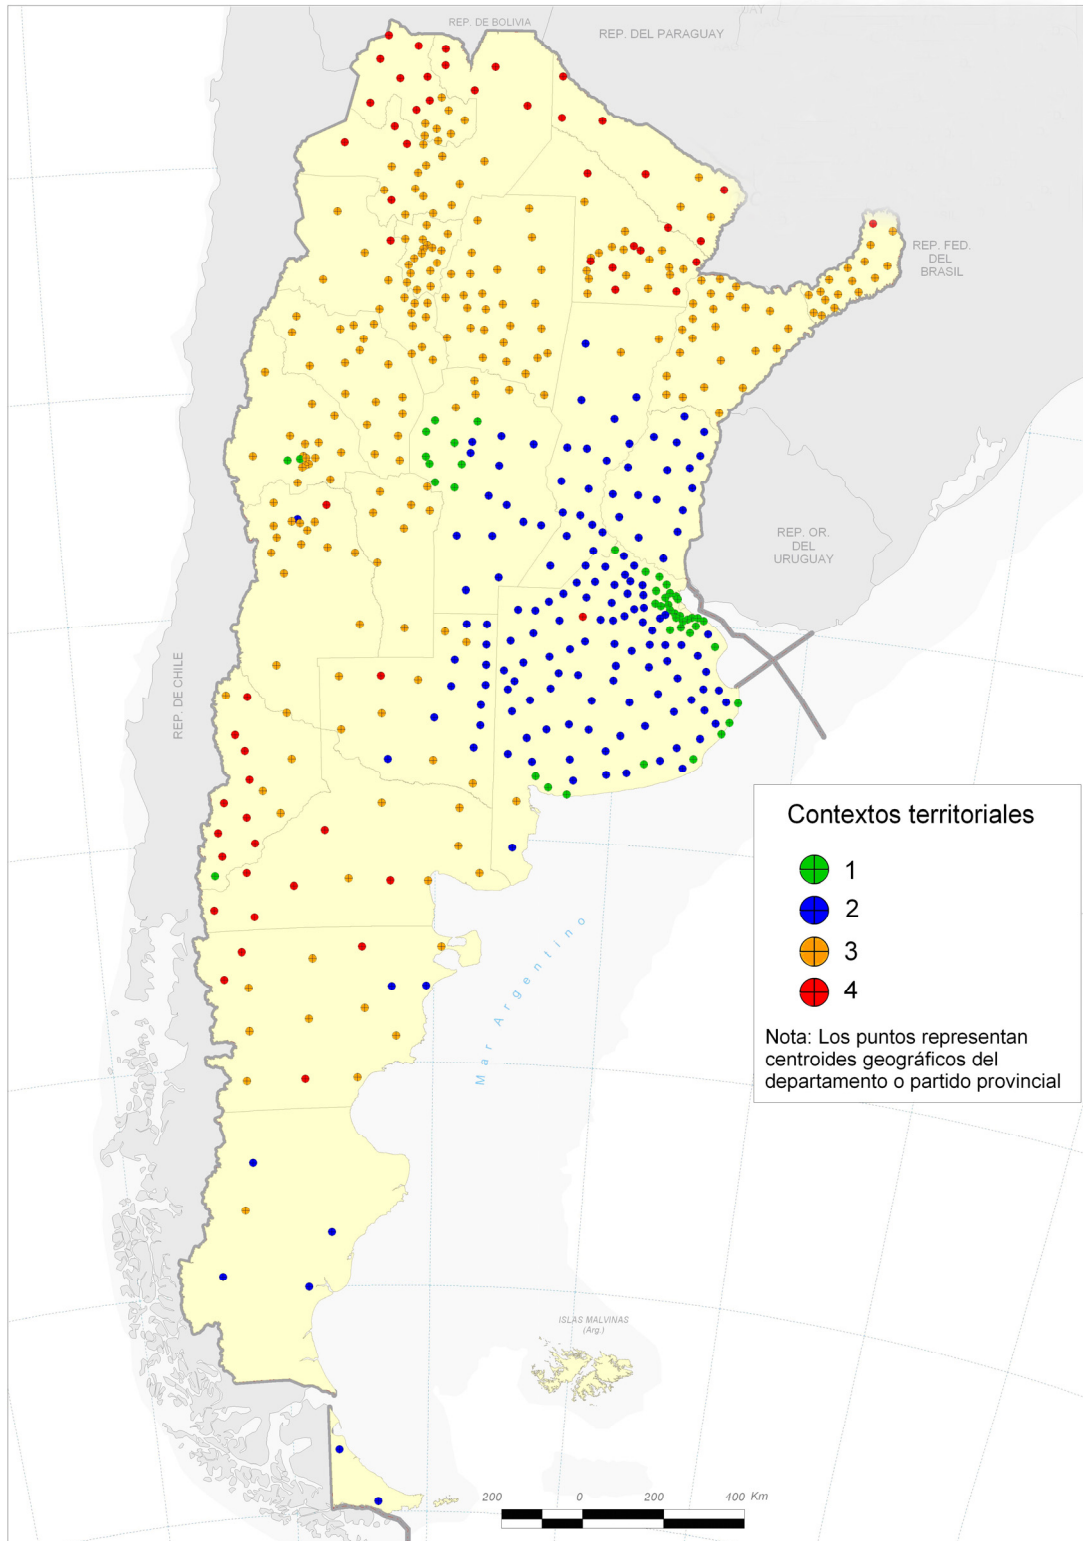 REP. DE BOLIVIA
REP. DEL PARAGUAY
REP. FED.
DEL
BRASIL
REP. OR.
DEL
URUGUAY
REP. DE CHILE
Contextos territoriales
1
2
3
4
Nota: Los puntos representan
centroides geográficos del
departamento o partido provincial
Mar Argentino
ISLAS MALVINAS
(Arg.)
200 0 200 400 Km